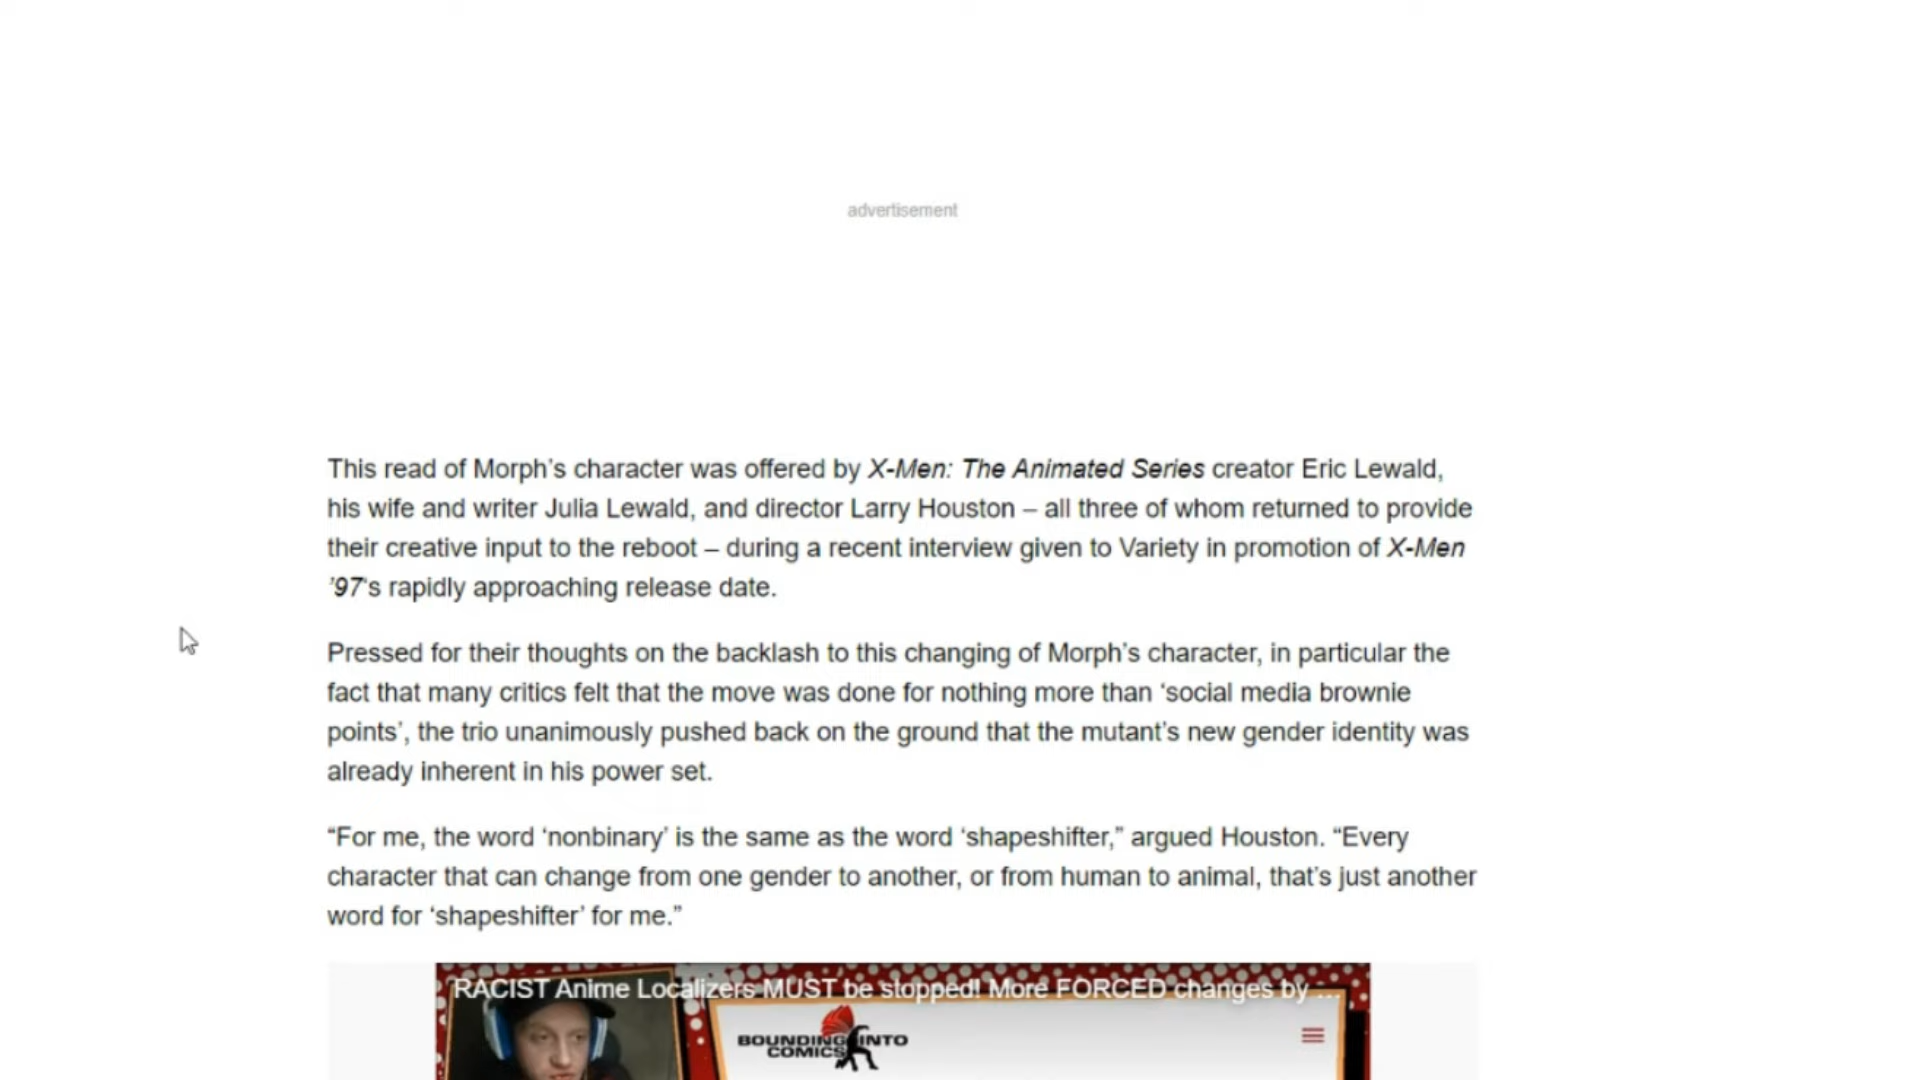 advertisement
This read of Morph’s character was offered by X-Men: The Animated Series creator Eric Lewald,
his wife and writer Julia Lewald, and director Larry Houston – all three of whom returned to provide
their creative input to the reboot – during a recent interview given to Variety in promotion of X-Men
’97‘s rapidly approaching release date.
Pressed for their thoughts on the backlash to this changing of Morph’s character, in particular the
fact that many critics felt that the move was done for nothing more than ‘social media brownie
points’, the trio unanimously pushed back on the ground that the mutant’s new gender identity was
already inherent in his power set.
“For me, the word ‘nonbinary’ is the same as the word ‘shapeshifter,” argued Houston. “Every
character that can change from one gender to another, or from human to animal, that’s just another
word for ‘shapeshifter’ for me.”
RACIST Anime Localizers MUST be stopped! More FORCED changes by ...
BOUNDING INTO
COMICS